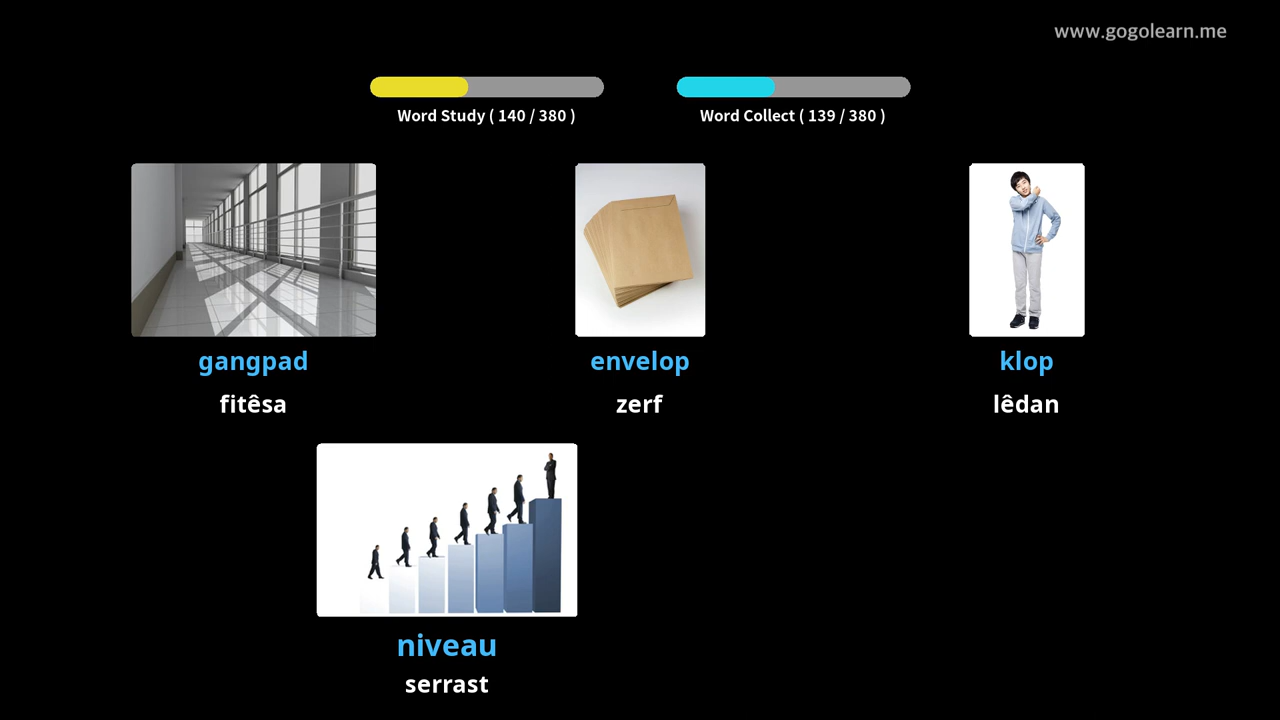 www.gogolearn.me
Word Study ( 140 / 380 )
Word Collect ( 139 / 380 )
gangpad
envelop
klop
fitêsa
zerf
lêdan
niveau
serrast